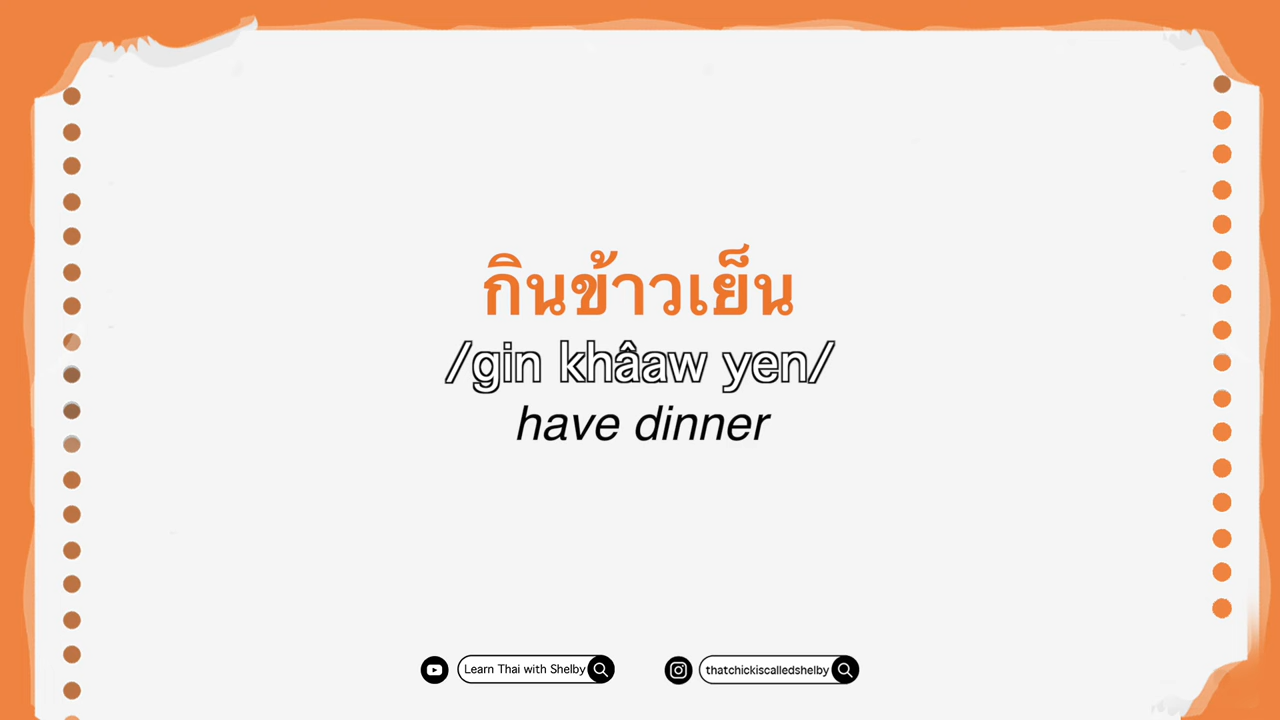 กินข้าวเย็น
/gin khâaw yen/
have dinner
Learn Thai with Shelby
thatchickiscalledshelby